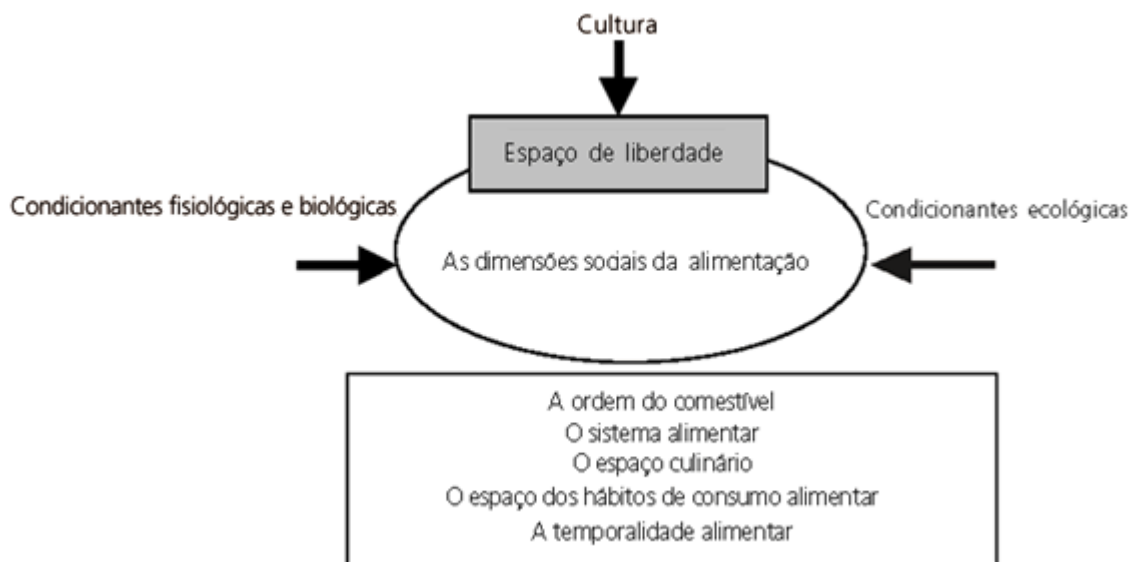 Cultura
Espaço de liberdade
Condicionantes fisiológicas e biológicas
Condicionantes ecológicas
As dimensões sociais da alimentação
A ordem do comestível
O sistema alimentar
O espaço culinário
O espaço dos hábitos de consumo alimentar
A temporalidade alimentar